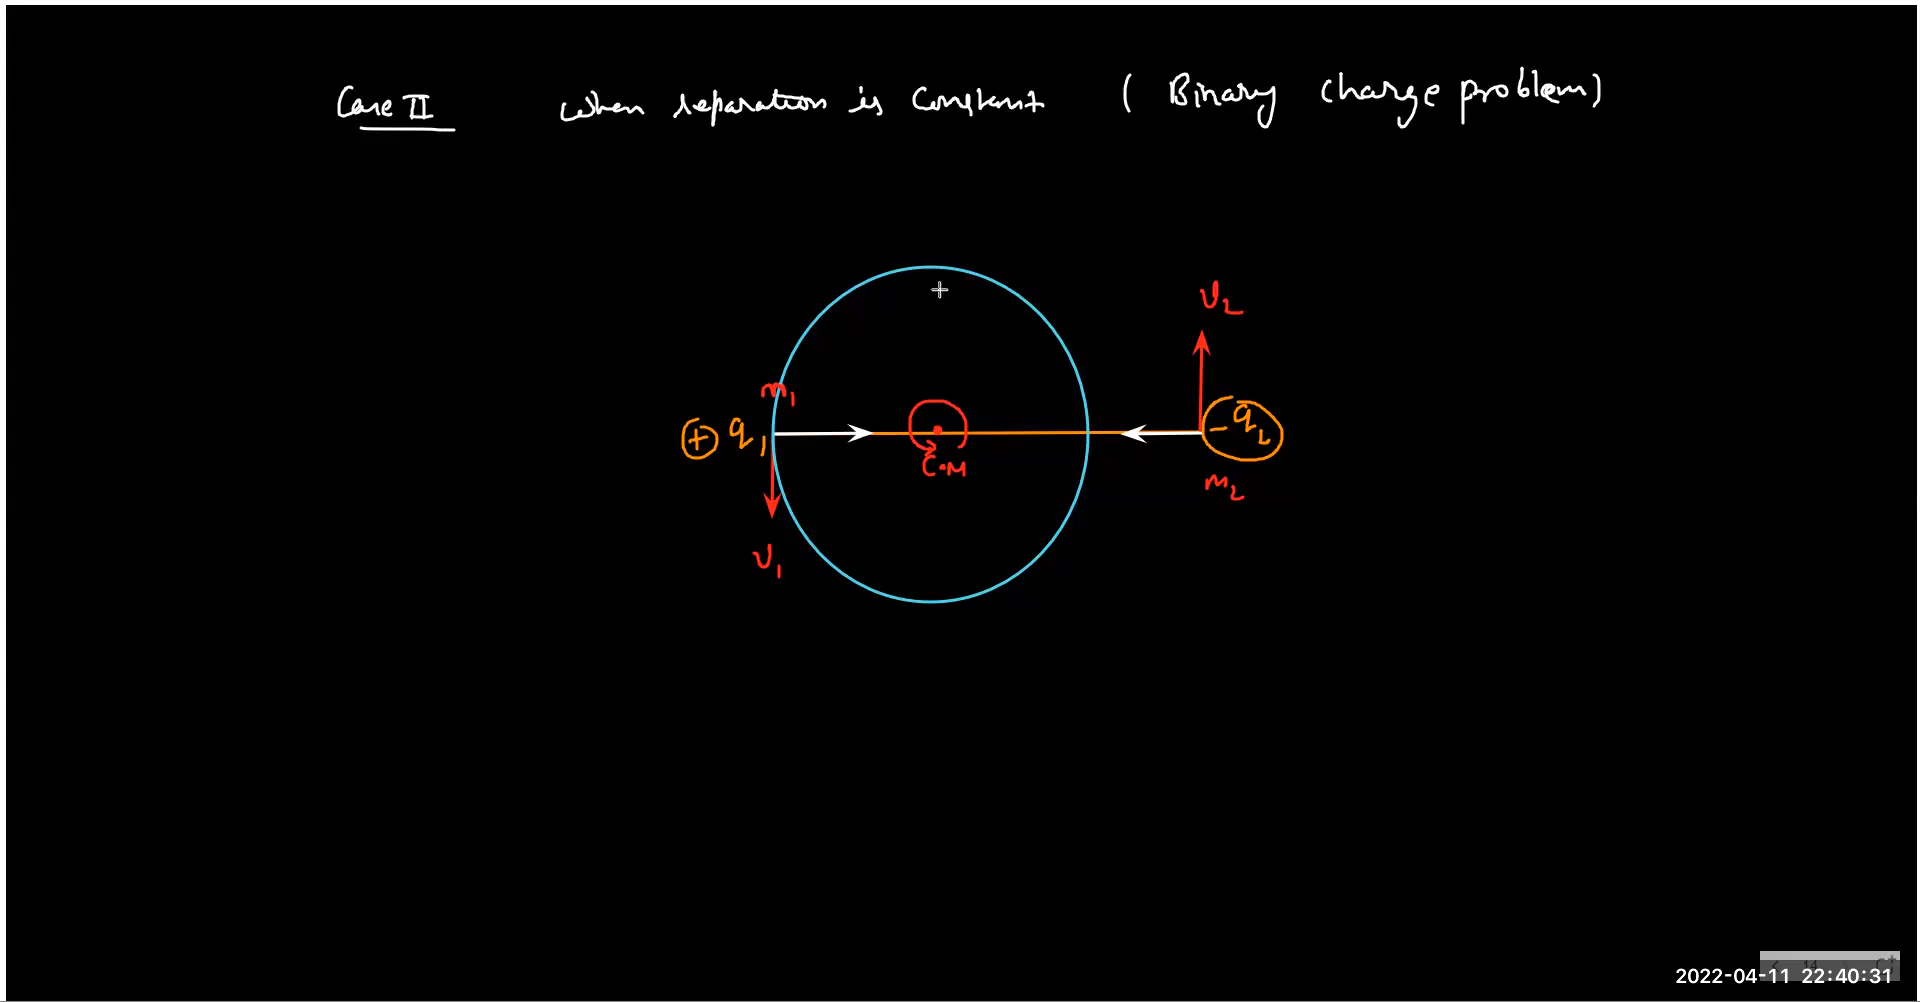 Case II when separation is constant ( Binary charge problem)
v₂
m₁
+ q₁ -q₂
C.M
m₂
v₁
14
2022-04-11 22:40:31